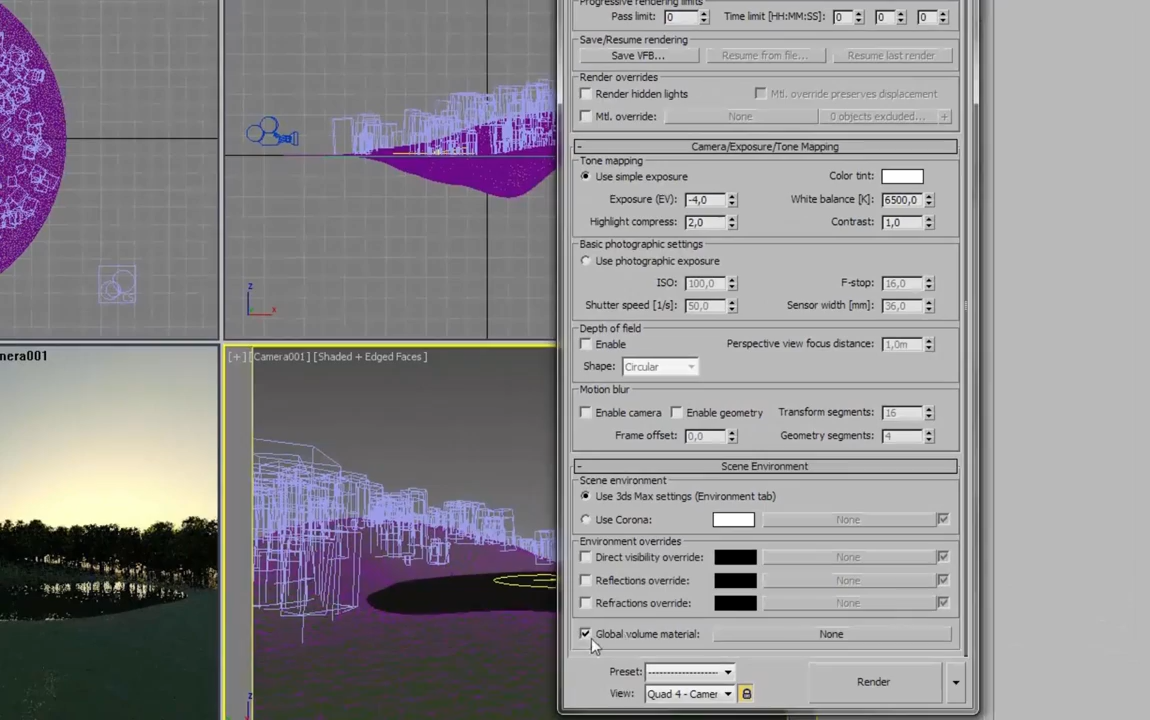 Progressive rendering limits
Pass limit: 0 Time limit [HH:MM:SS]: 0 0 0
Save/Resume rendering
Save VFB... Resume from file... Resume last render
Render overrides
Render hidden lights Mtl. override preserves displacement
Mtl. override: None 0 objects excluded... +
- Camera/Exposure/Tone Mapping
Tone mapping
Use simple exposure Color tint:
Exposure (EV): -4,0 White balance [K] 6500,0
Highlight compress: 2,0 Contrast: 1,0
Basic photographic settings
Use photographic exposure
ISO: 100,0 F-stop: 16,0
Shutter speed [1/s]: 50,0 Sensor width [mm]: 36,0
Depth of field
Enable Perspective view focus distance: 1,0m
Shape: Circular
Motion blur
Enable camera Enable geometry Transform segments: 16
Frame offset: 0,0 Geometry segments: 4
- Scene Environment
Scene environment
Use 3ds Max settings (Environment tab)
Use Corona: None
Environment overrides
Direct visibility override: None
Reflections override: None
Refractions override: None
Global volume material: None
Preset: --------------------
View: Quad 4 - Camer
Render
z
x
mera001
[+] [Camera001] [Shaded + Edged Faces]
z